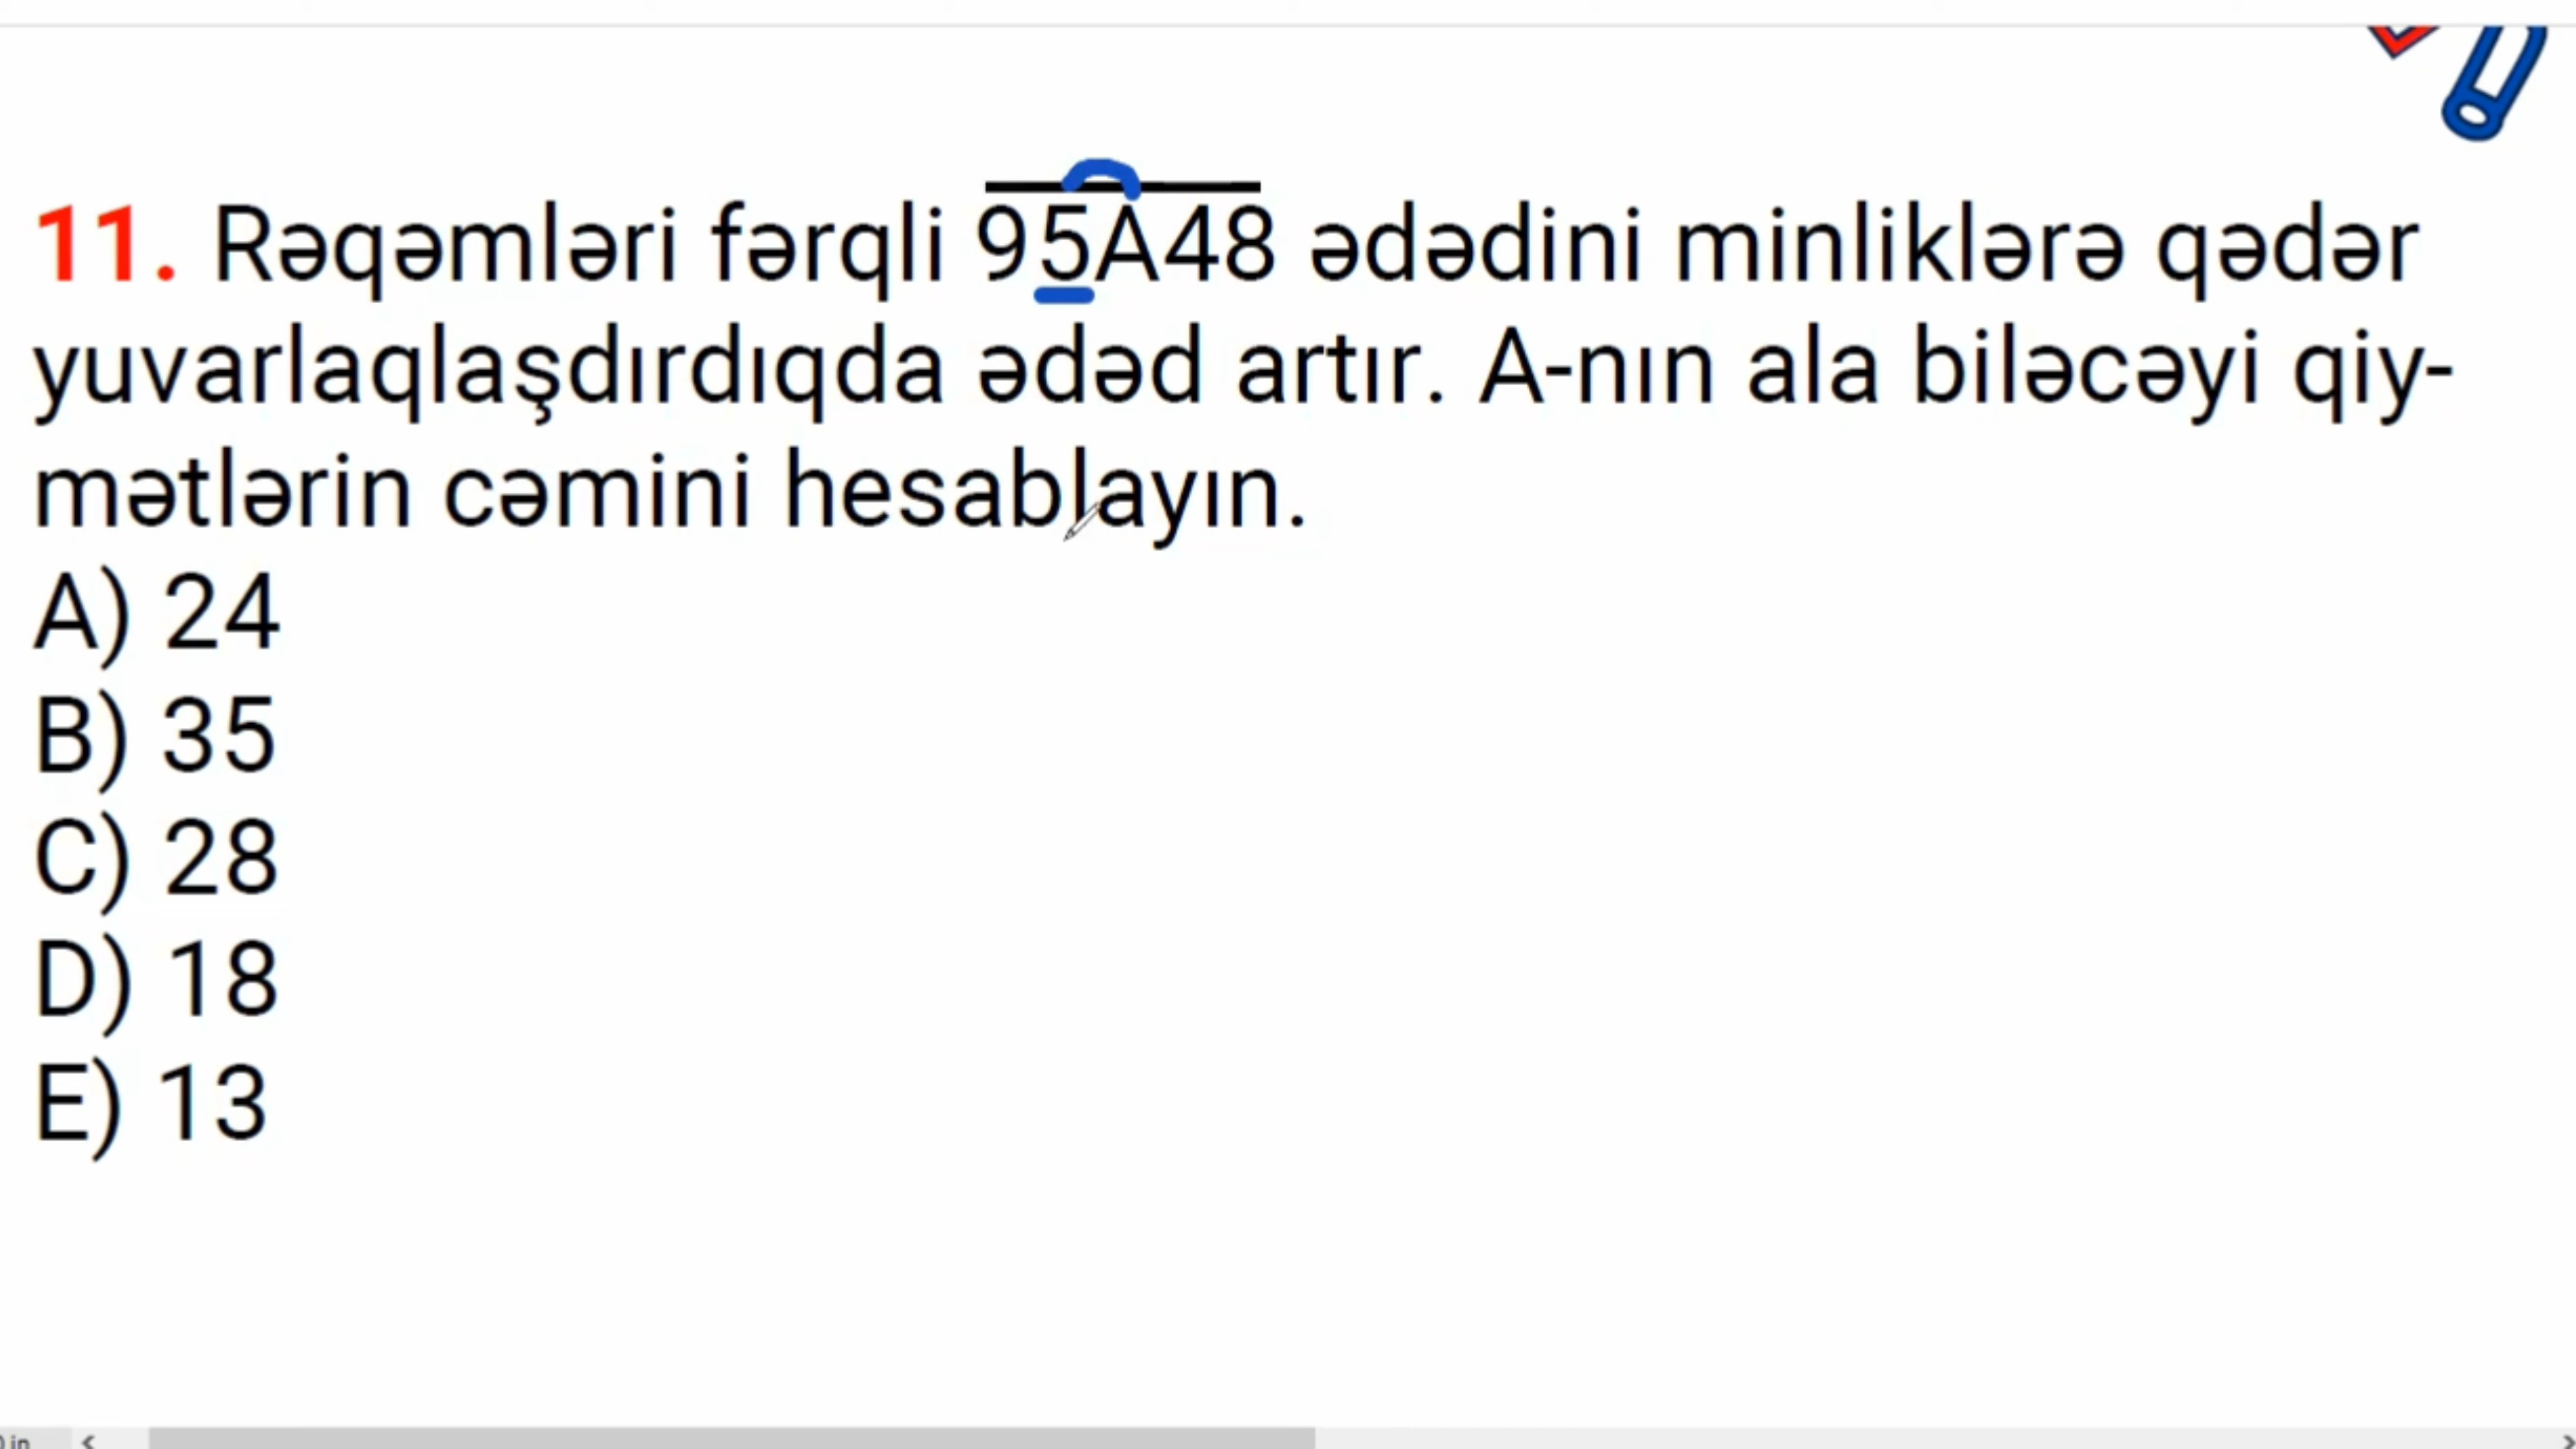 11. Rəqəmləri fərqli 95A48 ədədini minliklərə qədər
yuvarlaqlaşdırdıqda ədəd artır. A-nın ala biləcəyi qiy-
mətlərin cəmini hesablayın.
A) 24
B) 35
C) 28
D) 18
E) 13